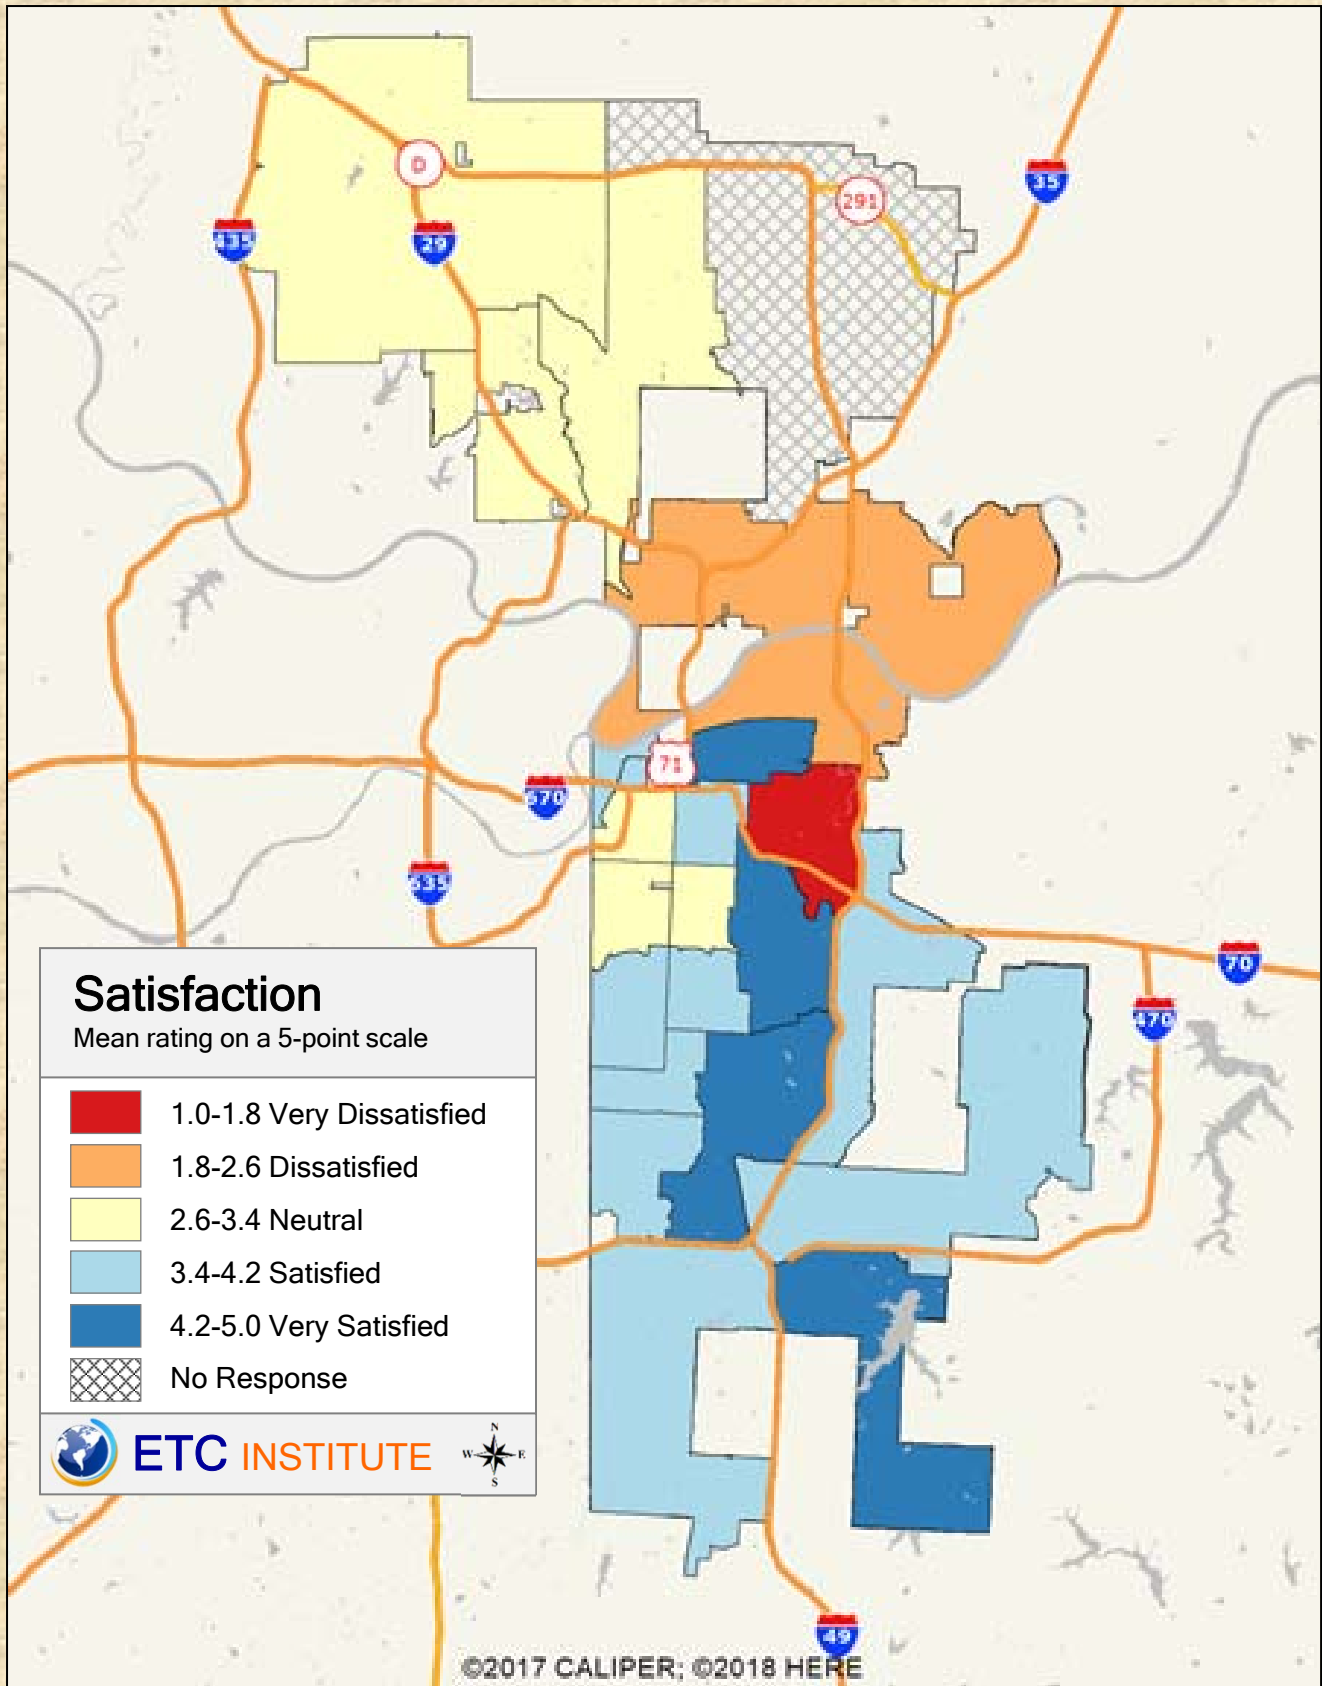 D
291
35
435
29
71
670
635
70
470
Satisfaction
Mean rating on a 5-point scale
1.0-1.8 Very Dissatisfied
1.8-2.6 Dissatisfied
2.6-3.4 Neutral
3.4-4.2 Satisfied
4.2-5.0 Very Satisfied
No Response
ETC INSTITUTE
N
W E
S
49
©2017 CALIPER; ©2018 HERE